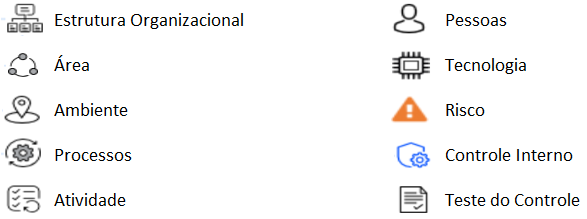 Estrutura Organizacional
Área
Ambiente
Processos
Atividade
Pessoas
Tecnologia
Risco
Controle Interno
Teste do Controle